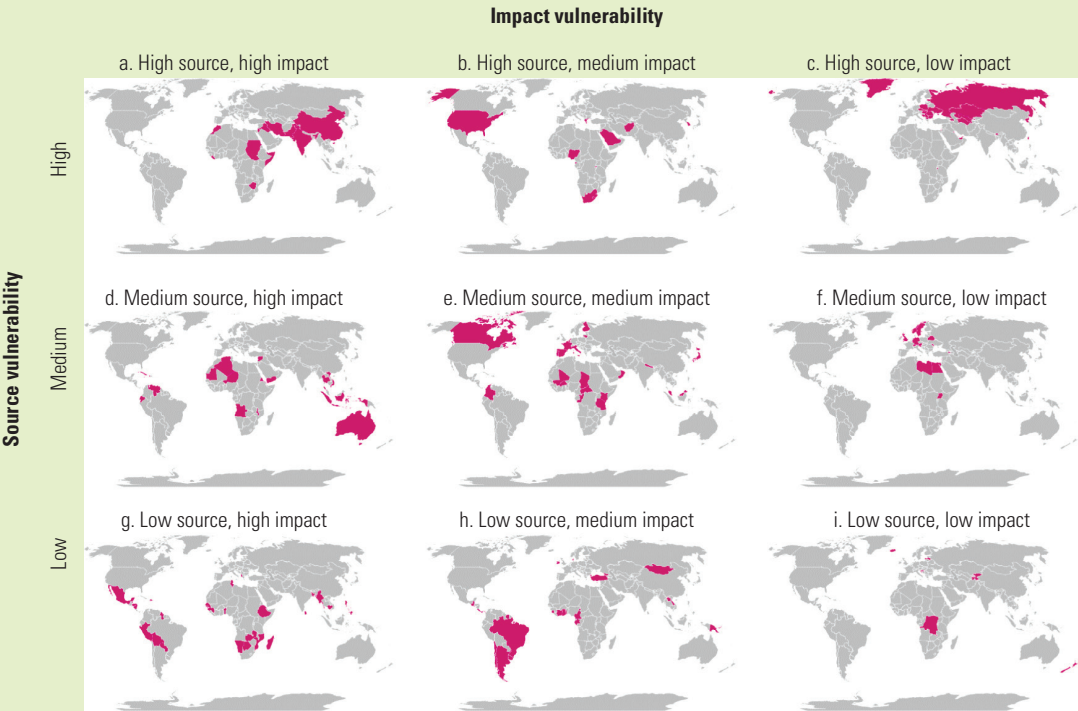 Impact vulnerability
a. High source, high impact
b. High source, medium impact
c. High source, low impact
High
d. Medium source, high impact
e. Medium source, medium impact
f. Medium source, low impact
Source vulnerability
Medium
g. Low source, high impact
h. Low source, medium impact
i. Low source, low impact
Low